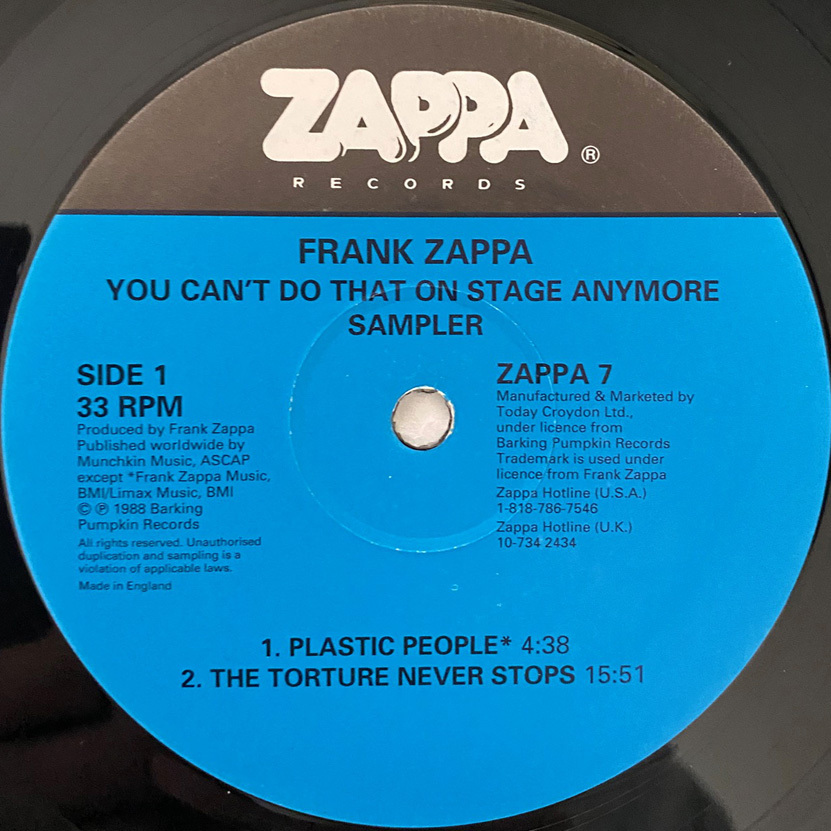 ZAPPA®
RECORDS
FRANK ZAPPA
YOU CAN'T DO THAT ON STAGE ANYMORE
SAMPLER
SIDE 1
33 RPM
Produced by Frank Zappa
Published worldwide by
Munchkin Music, ASCAP
except *Frank Zappa Music,
BMI/Limax Music, BMI
© ℗ 1988 Barking
Pumpkin Records
All rights reserved. Unauthorised
duplication and sampling is a
violation of applicable laws.
Made in England
ZAPPA 7
Manufactured & Marketed by
Today Croydon Ltd.,
under licence from
Barking Pumpkin Records
Trademark is used under
licence from Frank Zappa
Zappa Hotline (U.S.A.)
1-818-786-7546
Zappa Hotline (U.K.)
10-734 2434
1. PLASTIC PEOPLE* 4:38
2. THE TORTURE NEVER STOPS 15:51